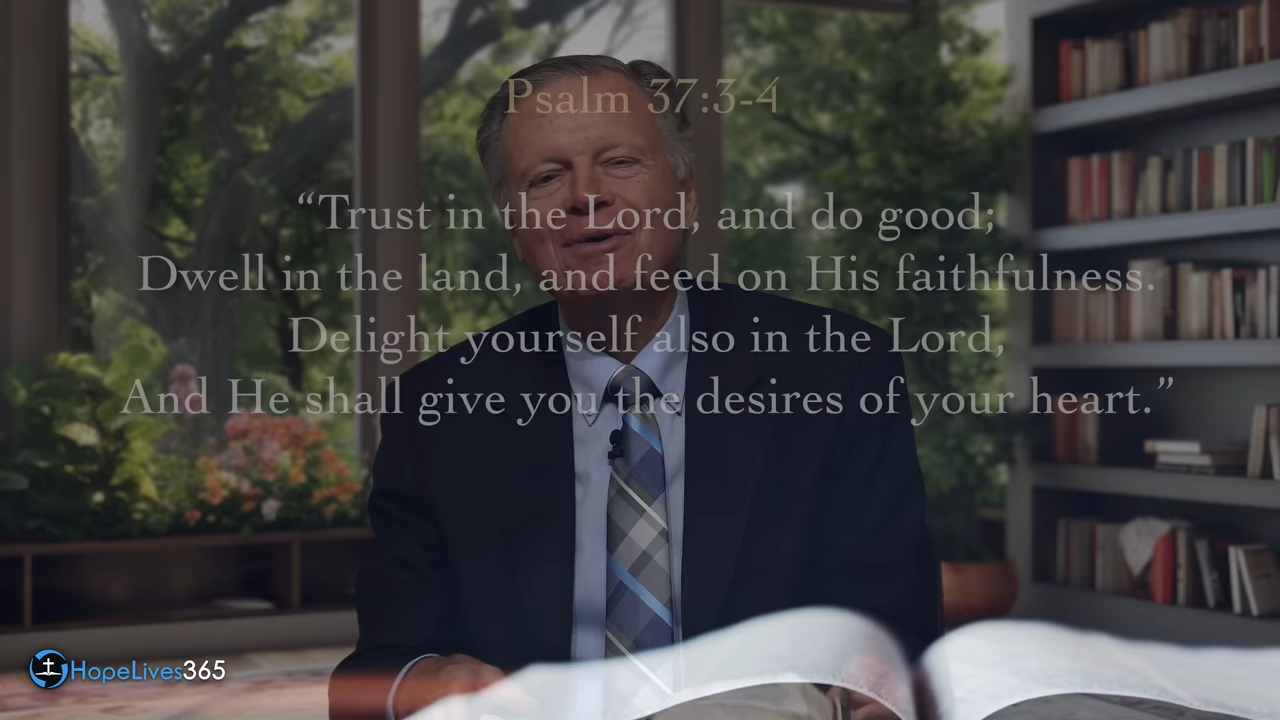 Psalm 37:3-4
“Trust in the Lord, and do good;
Dwell in the land, and feed on His faithfulness.
Delight yourself also in the Lord,
And He shall give you the desires of your heart.”
HopeLives365